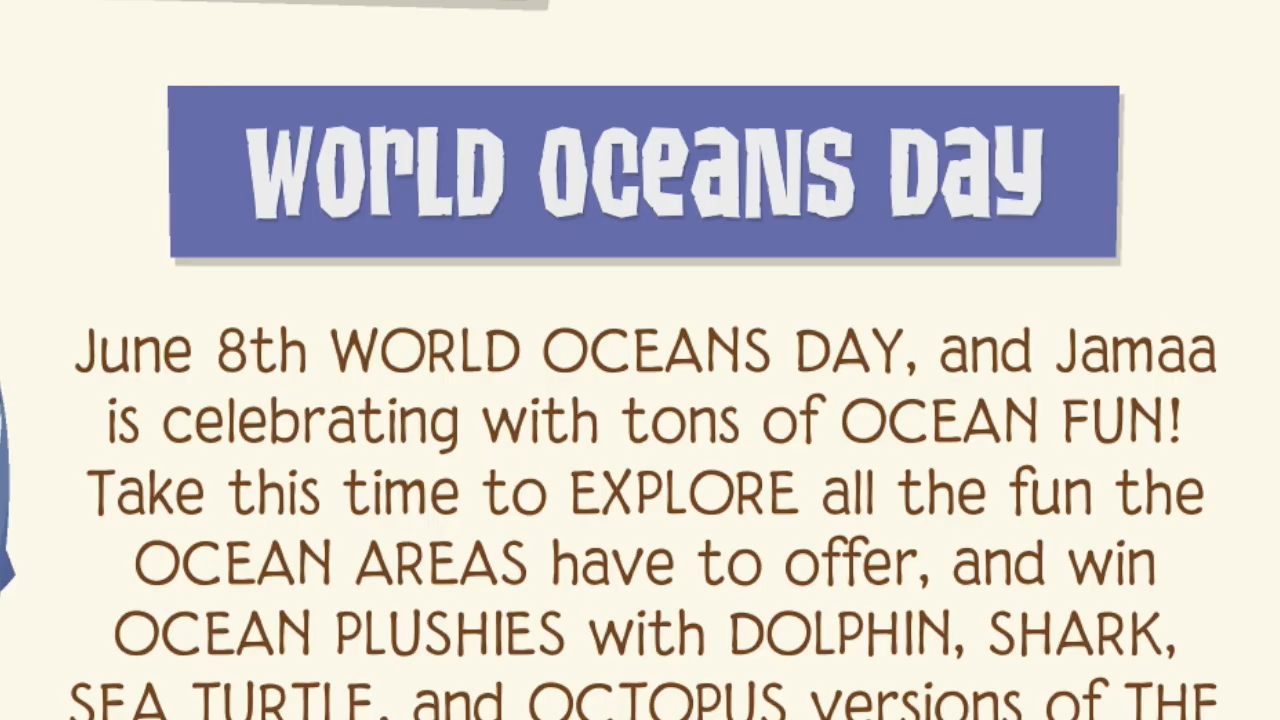 WORLD OCEANS DAY
June 8th WORLD OCEANS DAY, and Jamaa
is celebrating with tons of OCEAN FUN!
Take this time to EXPLORE all the fun the
OCEAN AREAS have to offer, and win
OCEAN PLUSHIES with DOLPHIN, SHARK,
SEA TURTLE, and OCTOPUS versions of THE